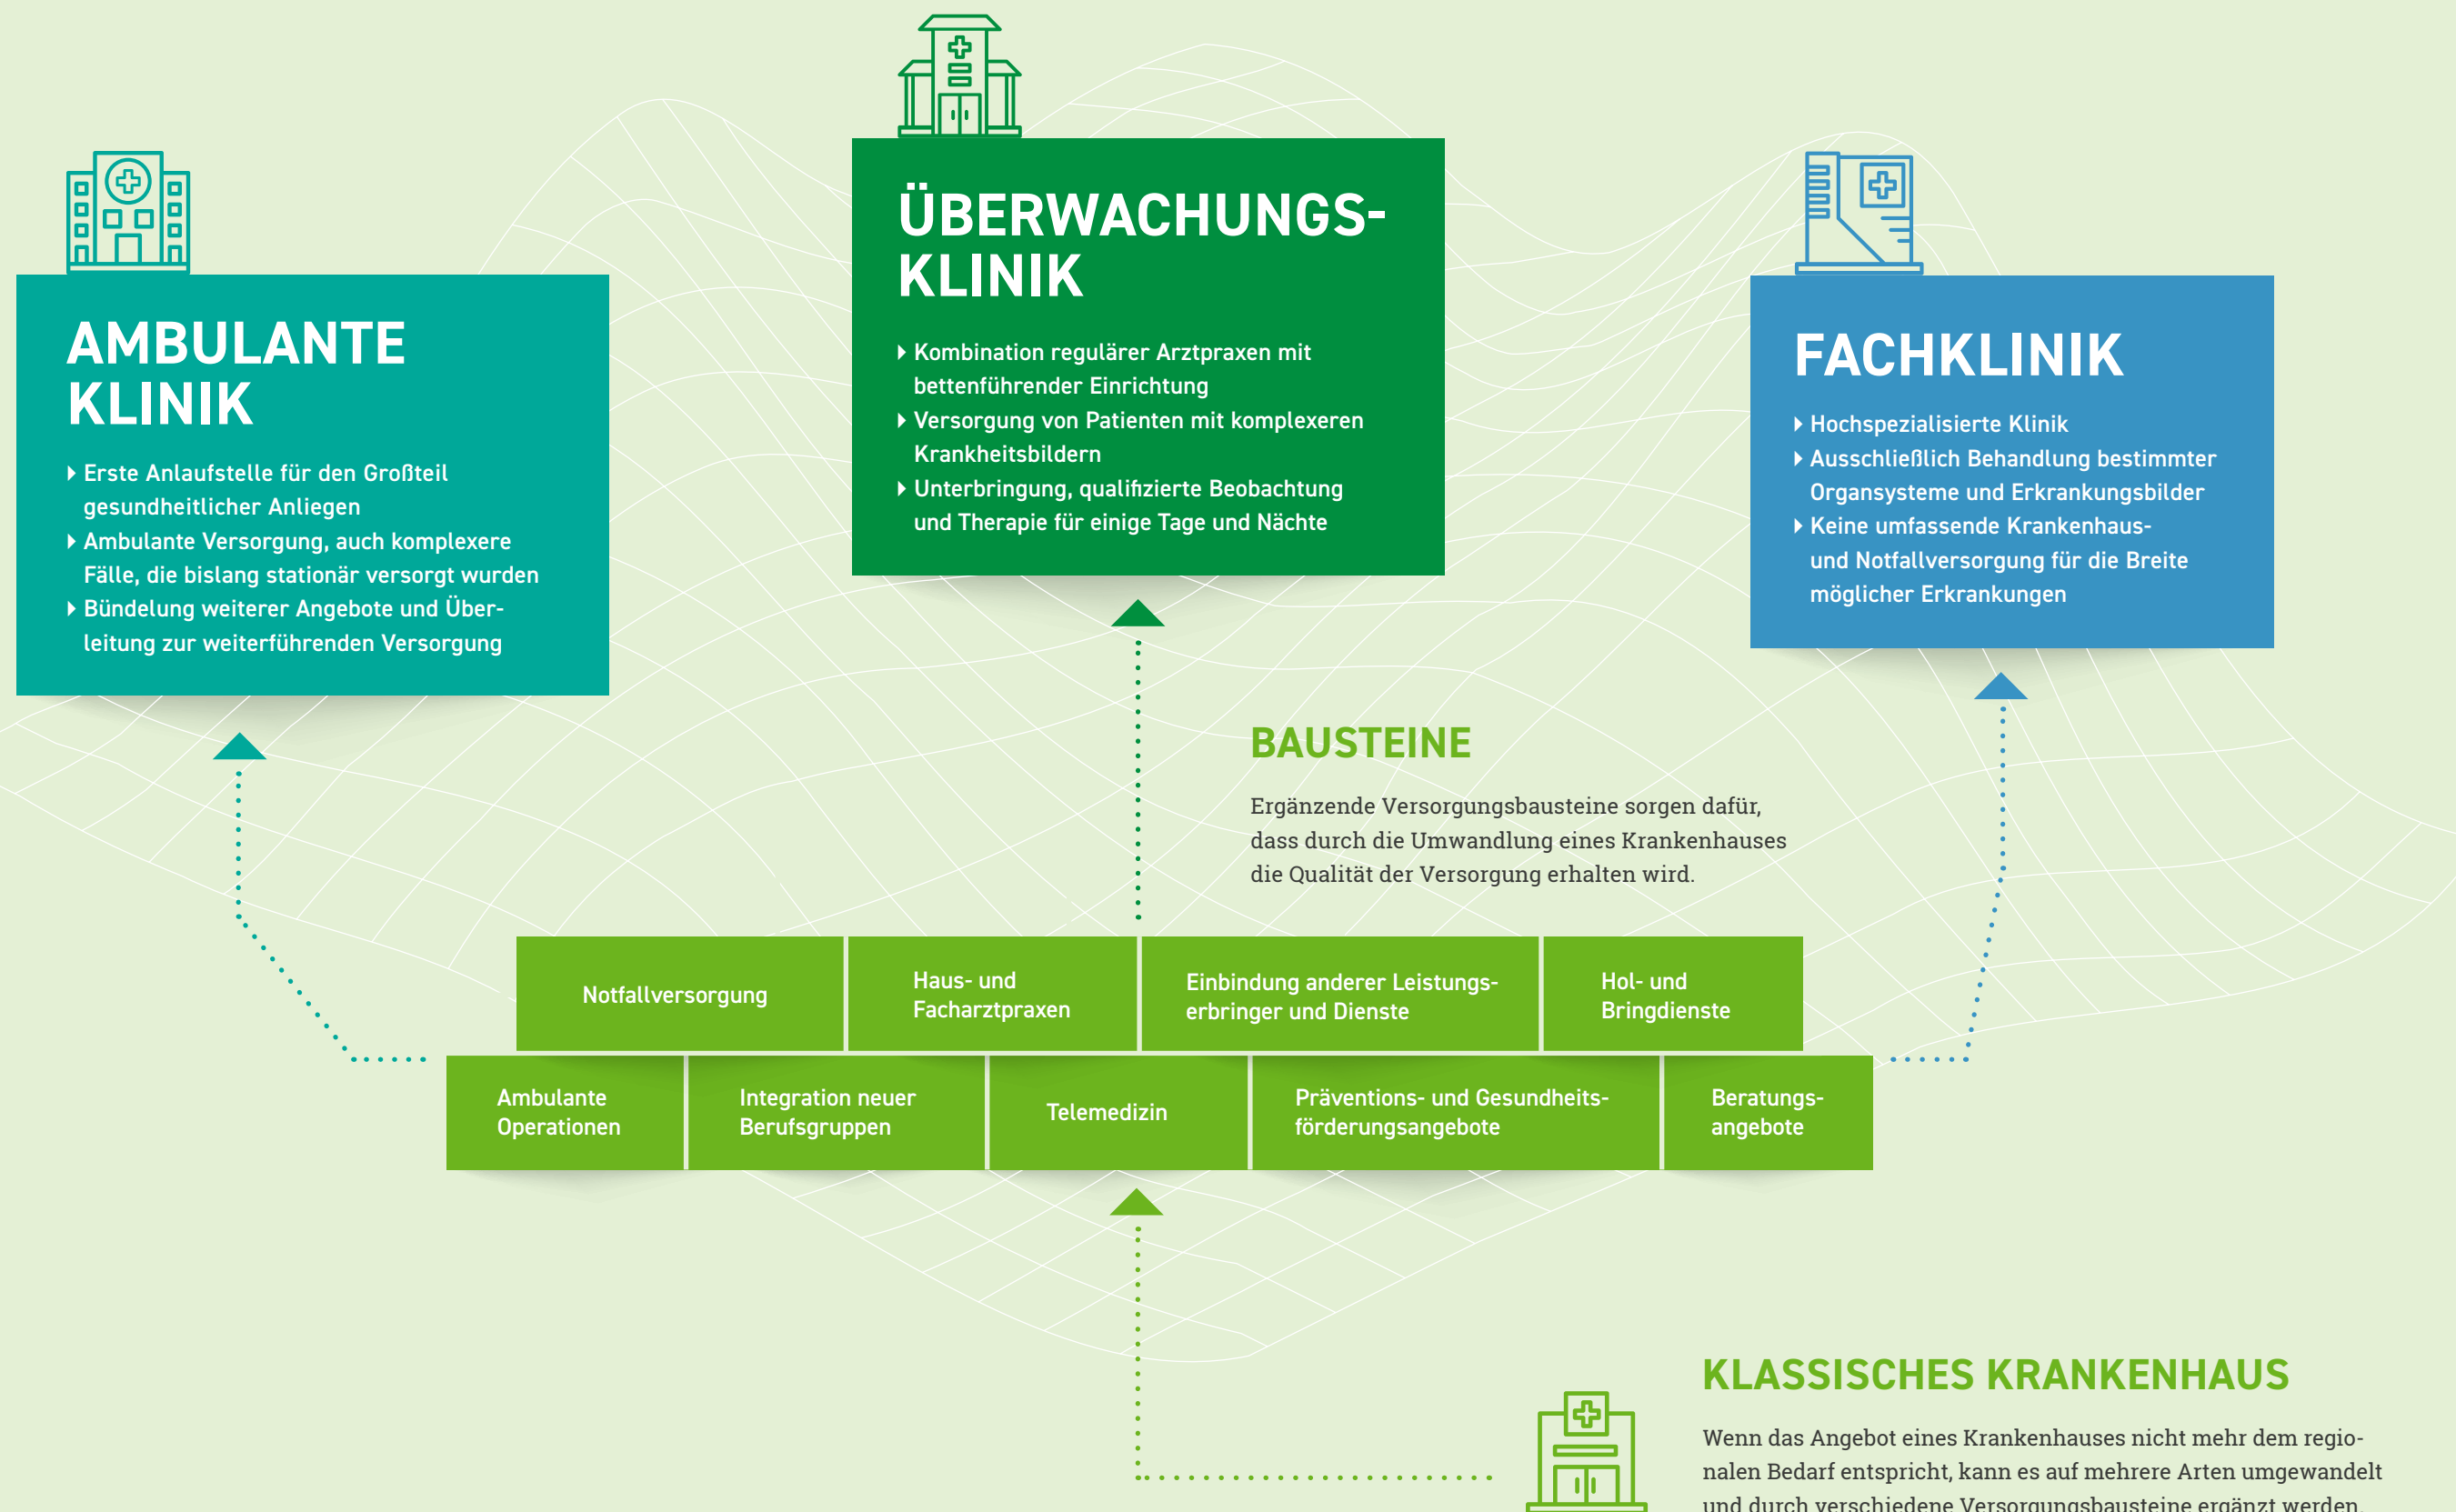 ÜBERWACHUNGS-
KLINIK
▸ Kombination regulärer Arztpraxen mit
bettenführender Einrichtung
▸ Versorgung von Patienten mit komplexeren
Krankheitsbildern
▸ Unterbringung, qualifizierte Beobachtung
und Therapie für einige Tage und Nächte
AMBULANTE
KLINIK
▸ Erste Anlaufstelle für den Großteil
gesundheitlicher Anliegen
▸ Ambulante Versorgung, auch komplexere
Fälle, die bislang stationär versorgt wurden
▸ Bündelung weiterer Angebote und Über-
leitung zur weiterführenden Versorgung
FACHKLINIK
▸ Hochspezialisierte Klinik
▸ Ausschließlich Behandlung bestimmter
Organsysteme und Erkrankungsbilder
▸ Keine umfassende Krankenhaus-
und Notfallversorgung für die Breite
möglicher Erkrankungen
BAUSTEINE
Ergänzende Versorgungsbausteine sorgen dafür,
dass durch die Umwandlung eines Krankenhauses
die Qualität der Versorgung erhalten wird.
Notfallversorgung
Haus- und
Facharztpraxen
Einbindung anderer Leistungs-
erbringer und Dienste
Hol- und
Bringdienste
Ambulante
Operationen
Integration neuer
Berufsgruppen
Telemedizin
Präventions- und Gesundheits-
förderungsangebote
Beratungs-
angebote
KLASSISCHES KRANKENHAUS
Wenn das Angebot eines Krankenhauses nicht mehr dem regio-
nalen Bedarf entspricht, kann es auf mehrere Arten umgewandelt
und durch verschiedene Versorgungsbausteine ergänzt werden.